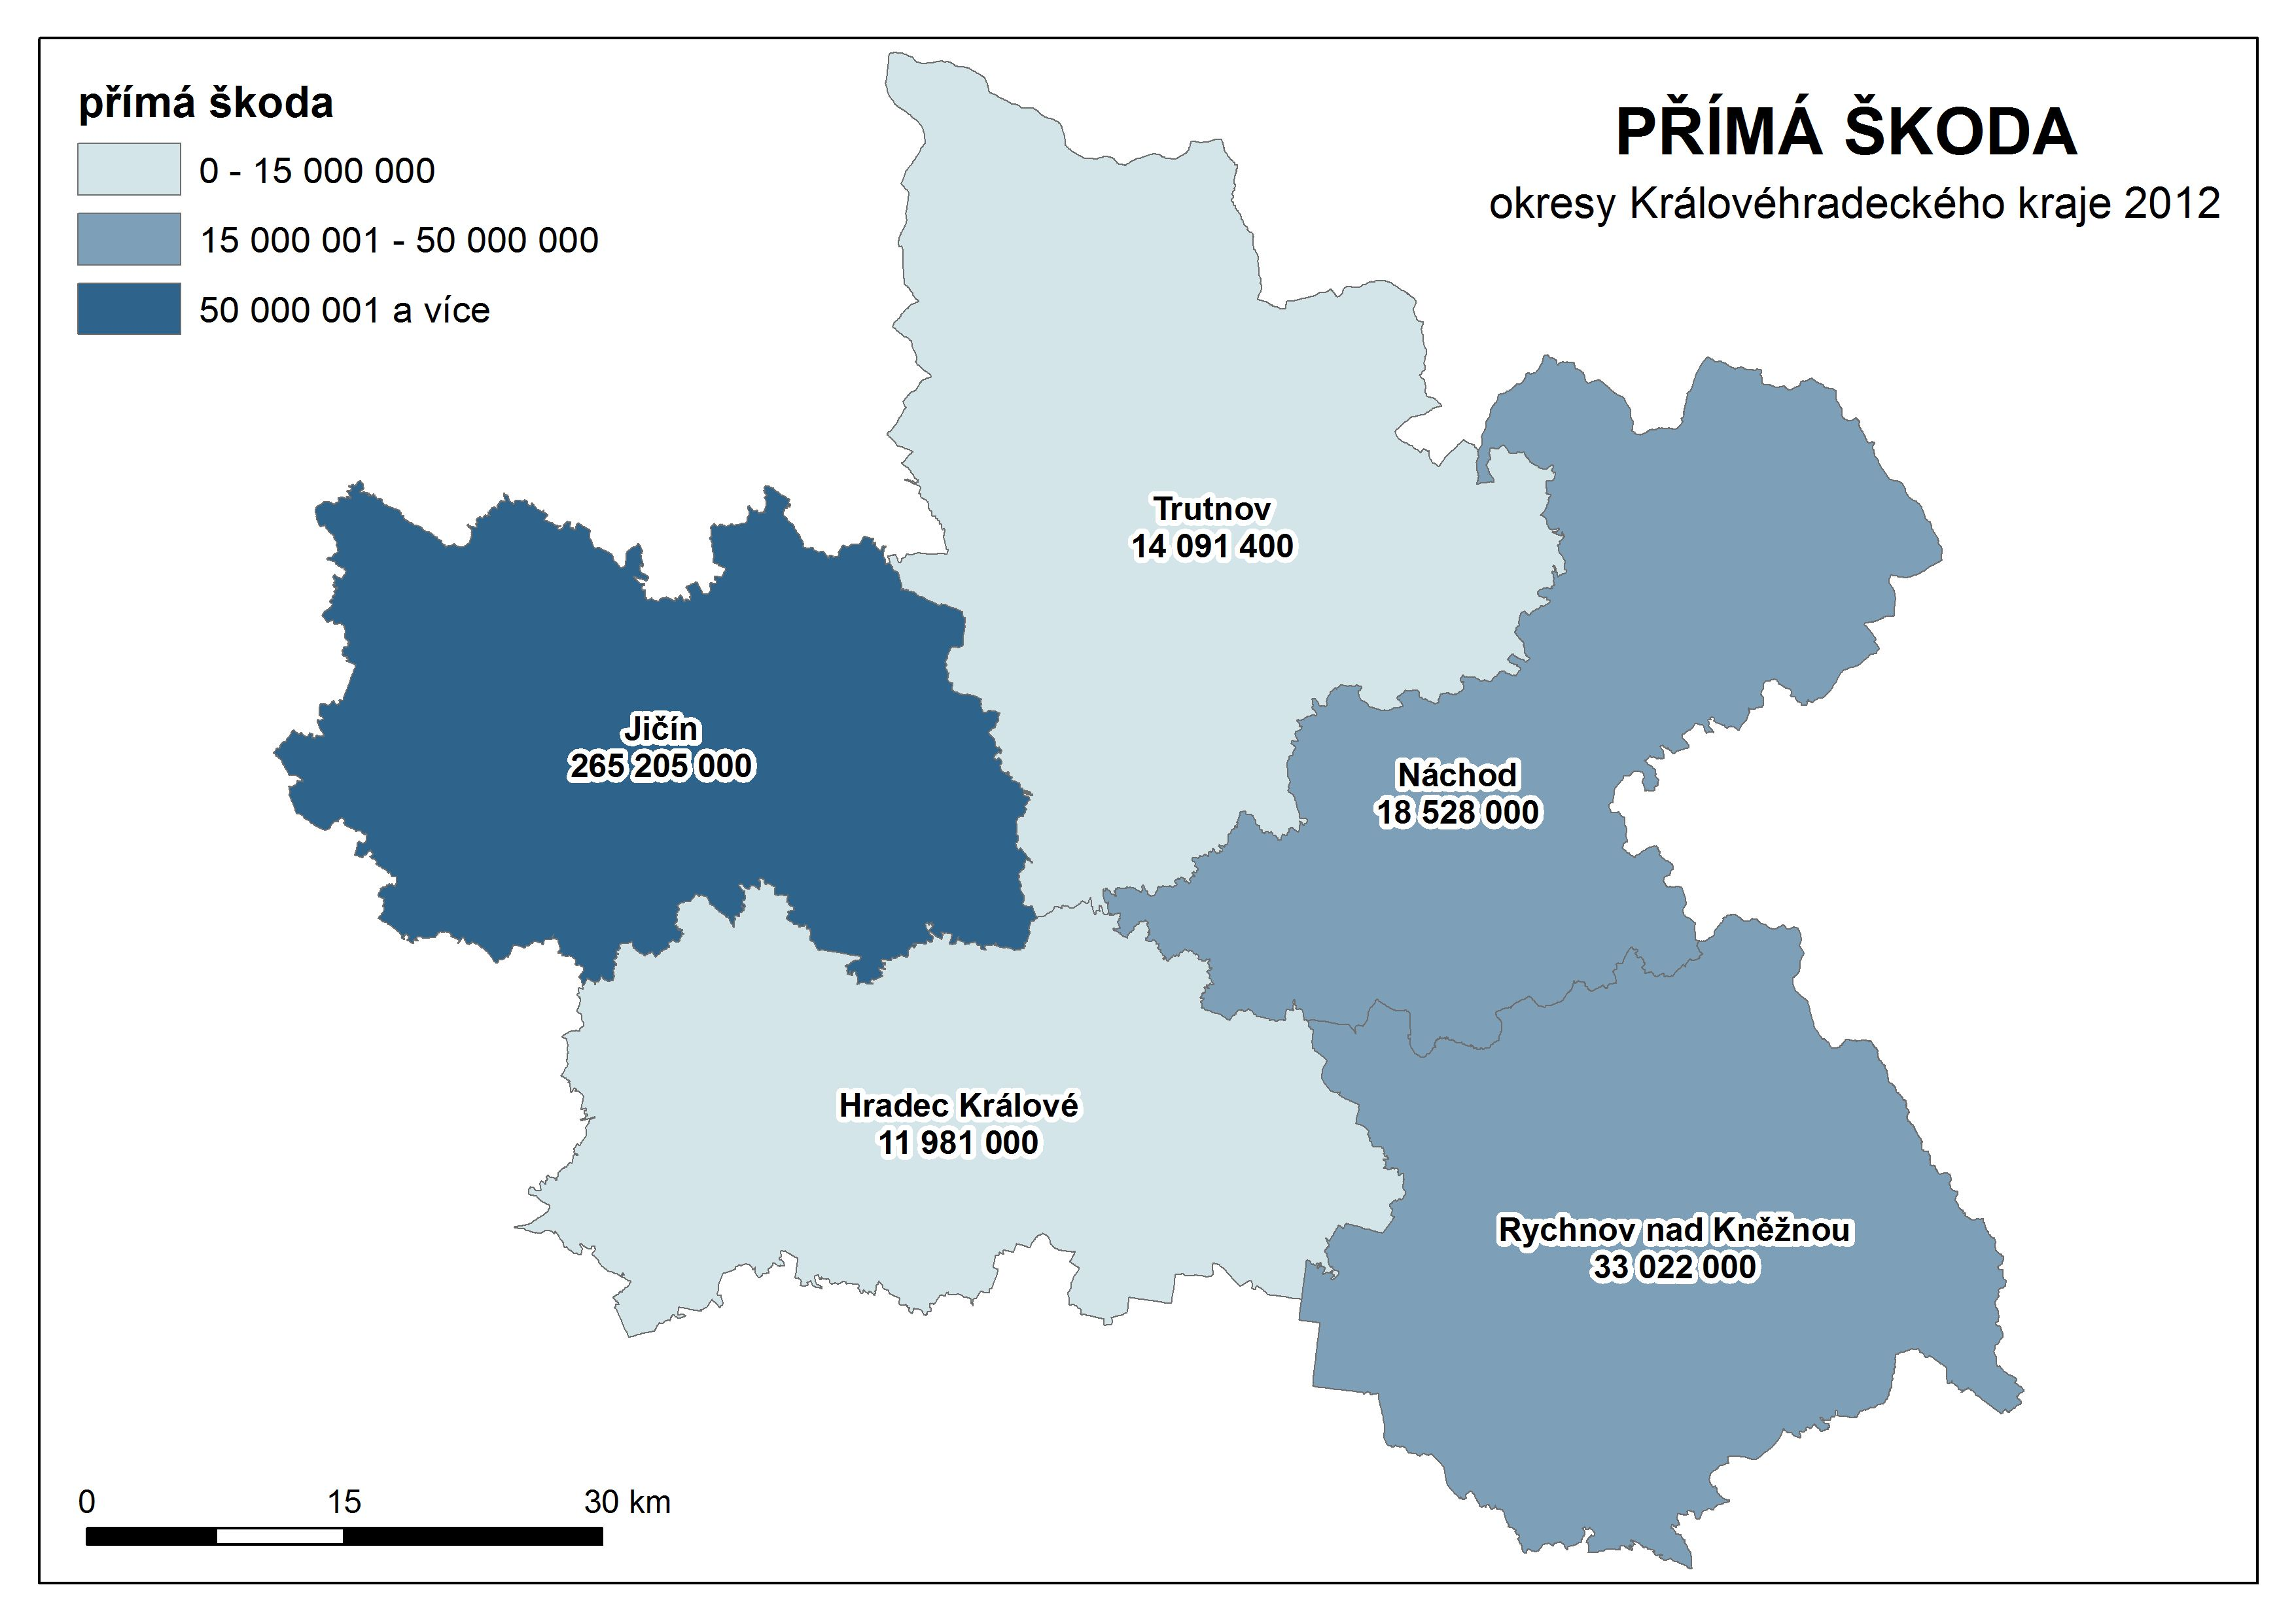 přímá škoda
0 - 15 000 000
15 000 001 - 50 000 000
50 000 001 a více
PŘÍMÁ ŠKODA
okresy Královéhradeckého kraje 2012
Trutnov
14 091 400
Jičín
265 205 000
Náchod
18 528 000
Hradec Králové
11 981 000
Rychnov nad Kněžnou
33 022 000
0 15 30 km